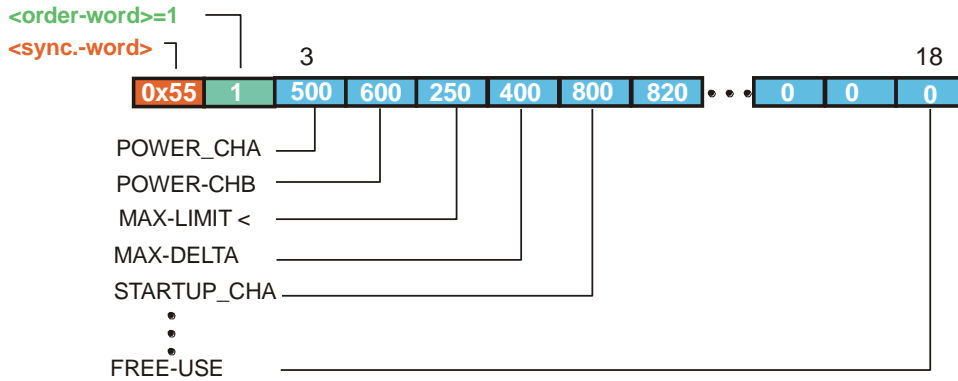 <order-word>=1
<sync.-word>
3 18
0x55 1 500 600 250 400 800 820 0 0 0
POWER_CHA
POWER-CHB
MAX-LIMIT <
MAX-DELTA
STARTUP_CHA
FREE-USE